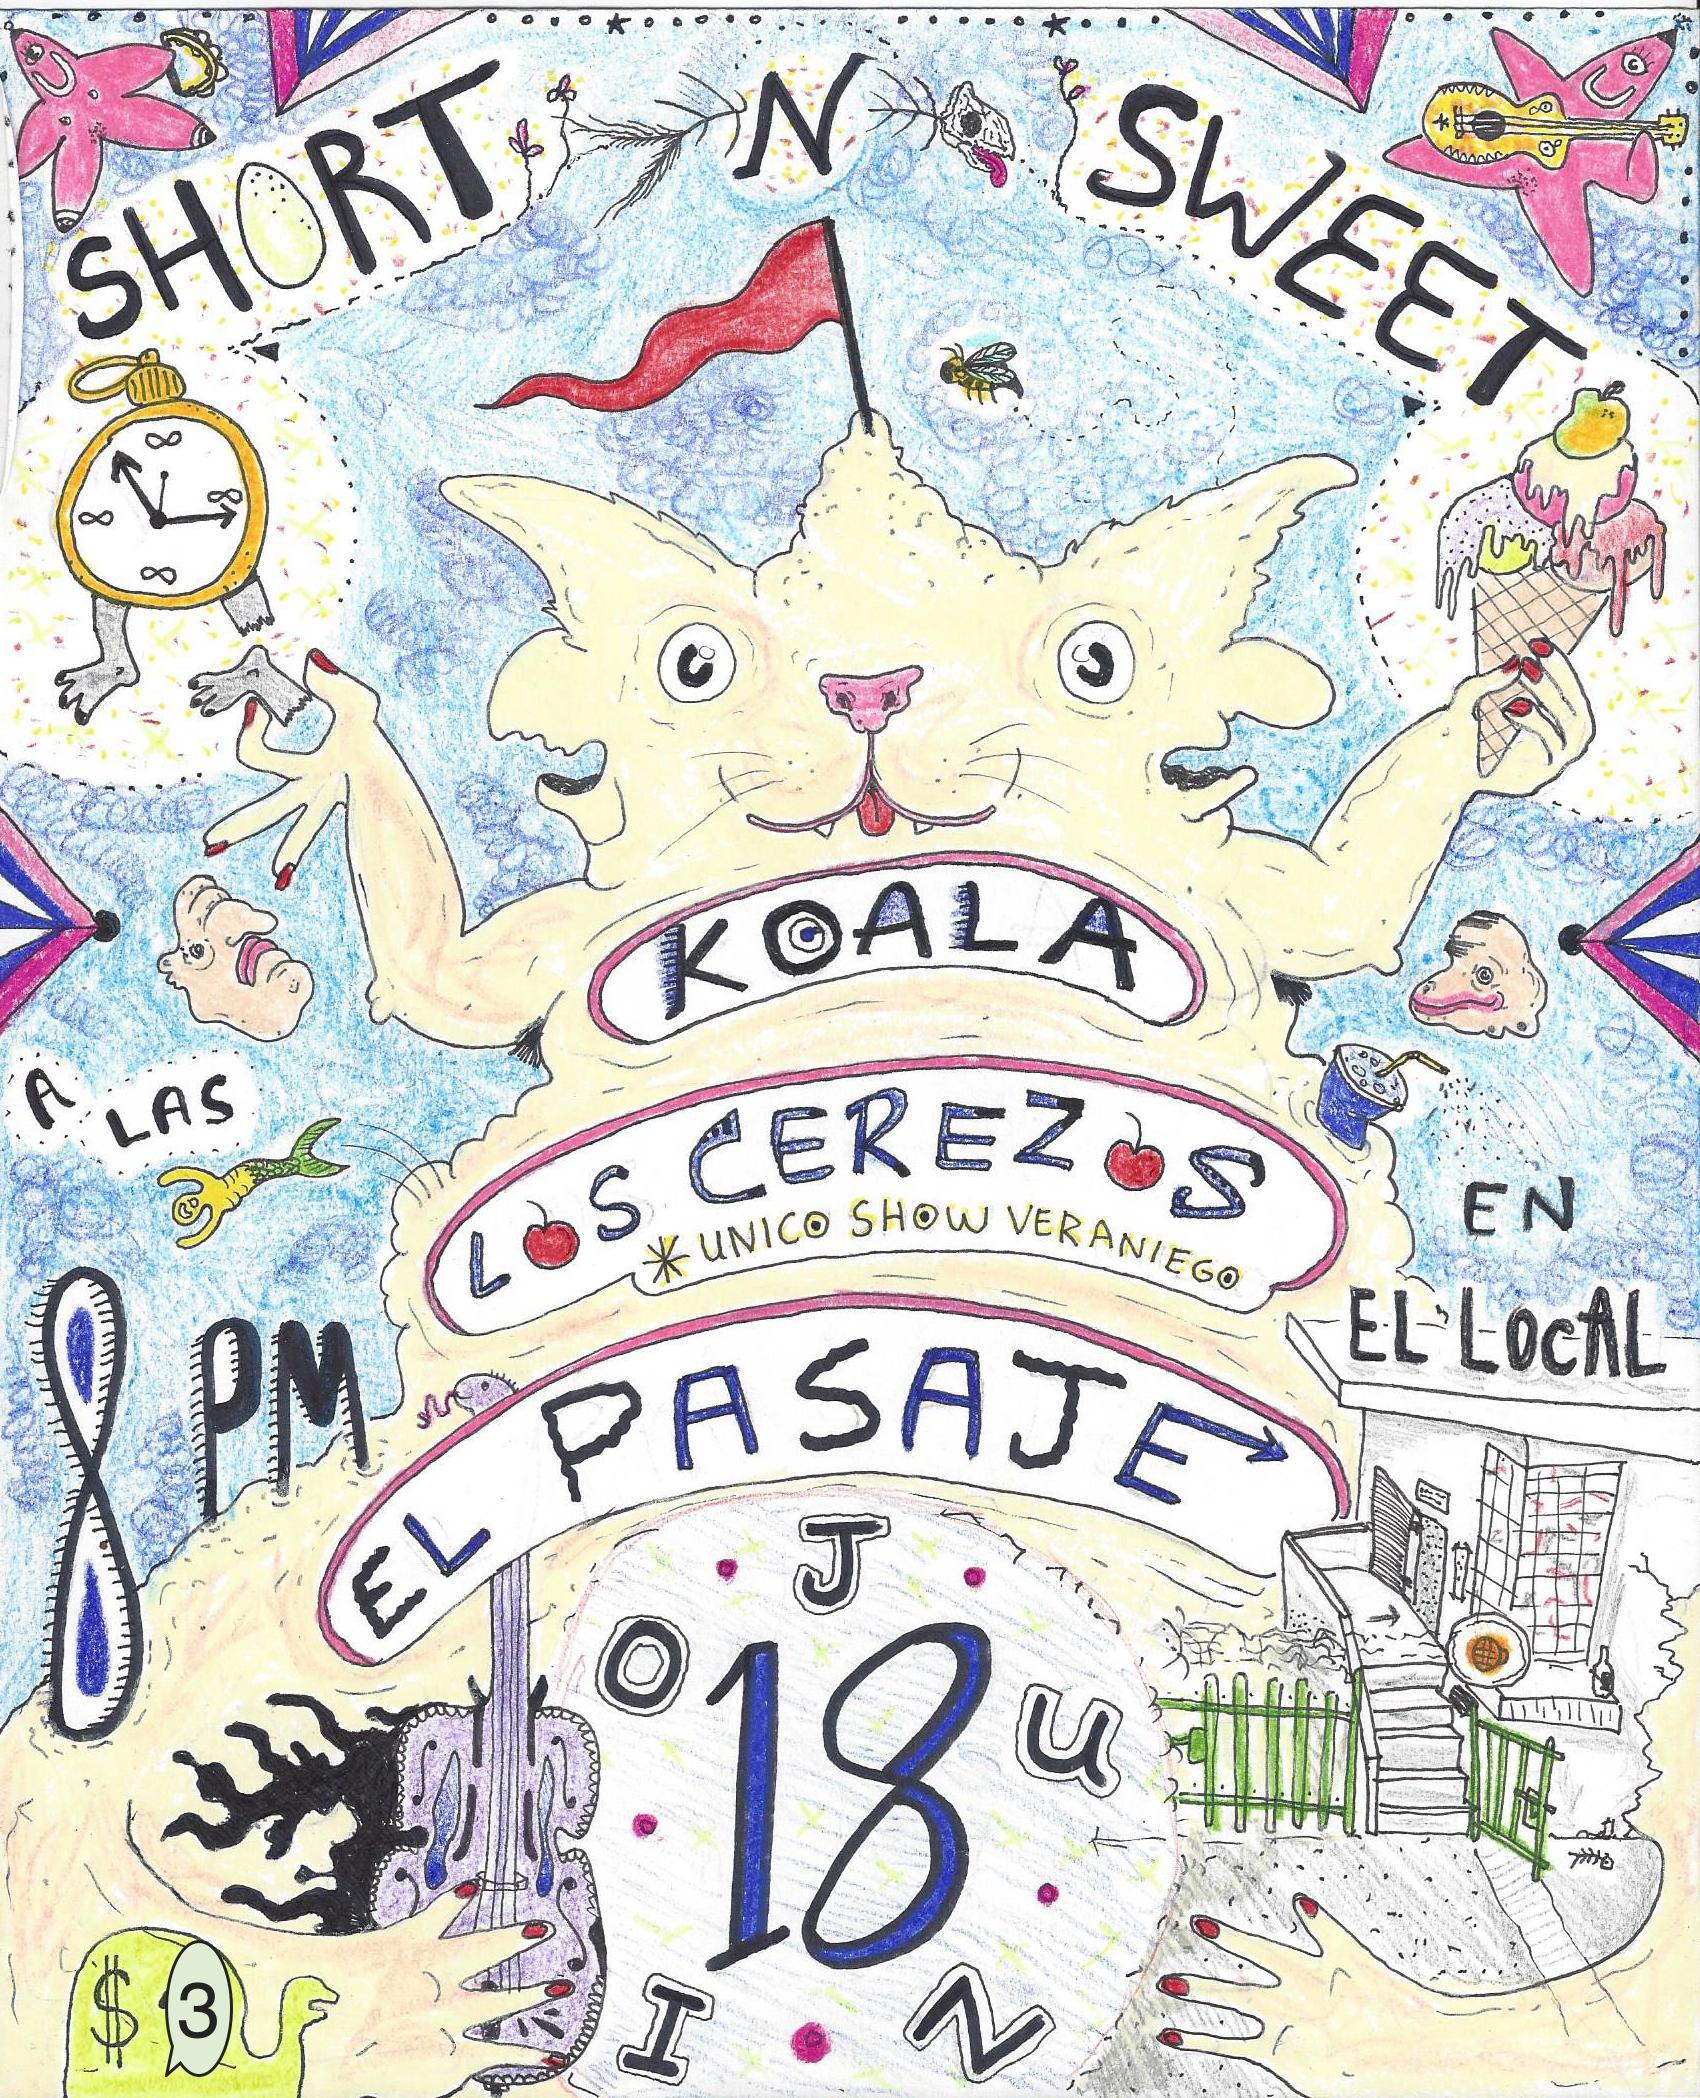 SHORT N SWEET
KOALA
LOS CEREZOS
*UNICO SHOW VERANIEGO
EL PASAJE
A LAS
8 PM
EN
EL LOCAL
18
JUNIO
$3